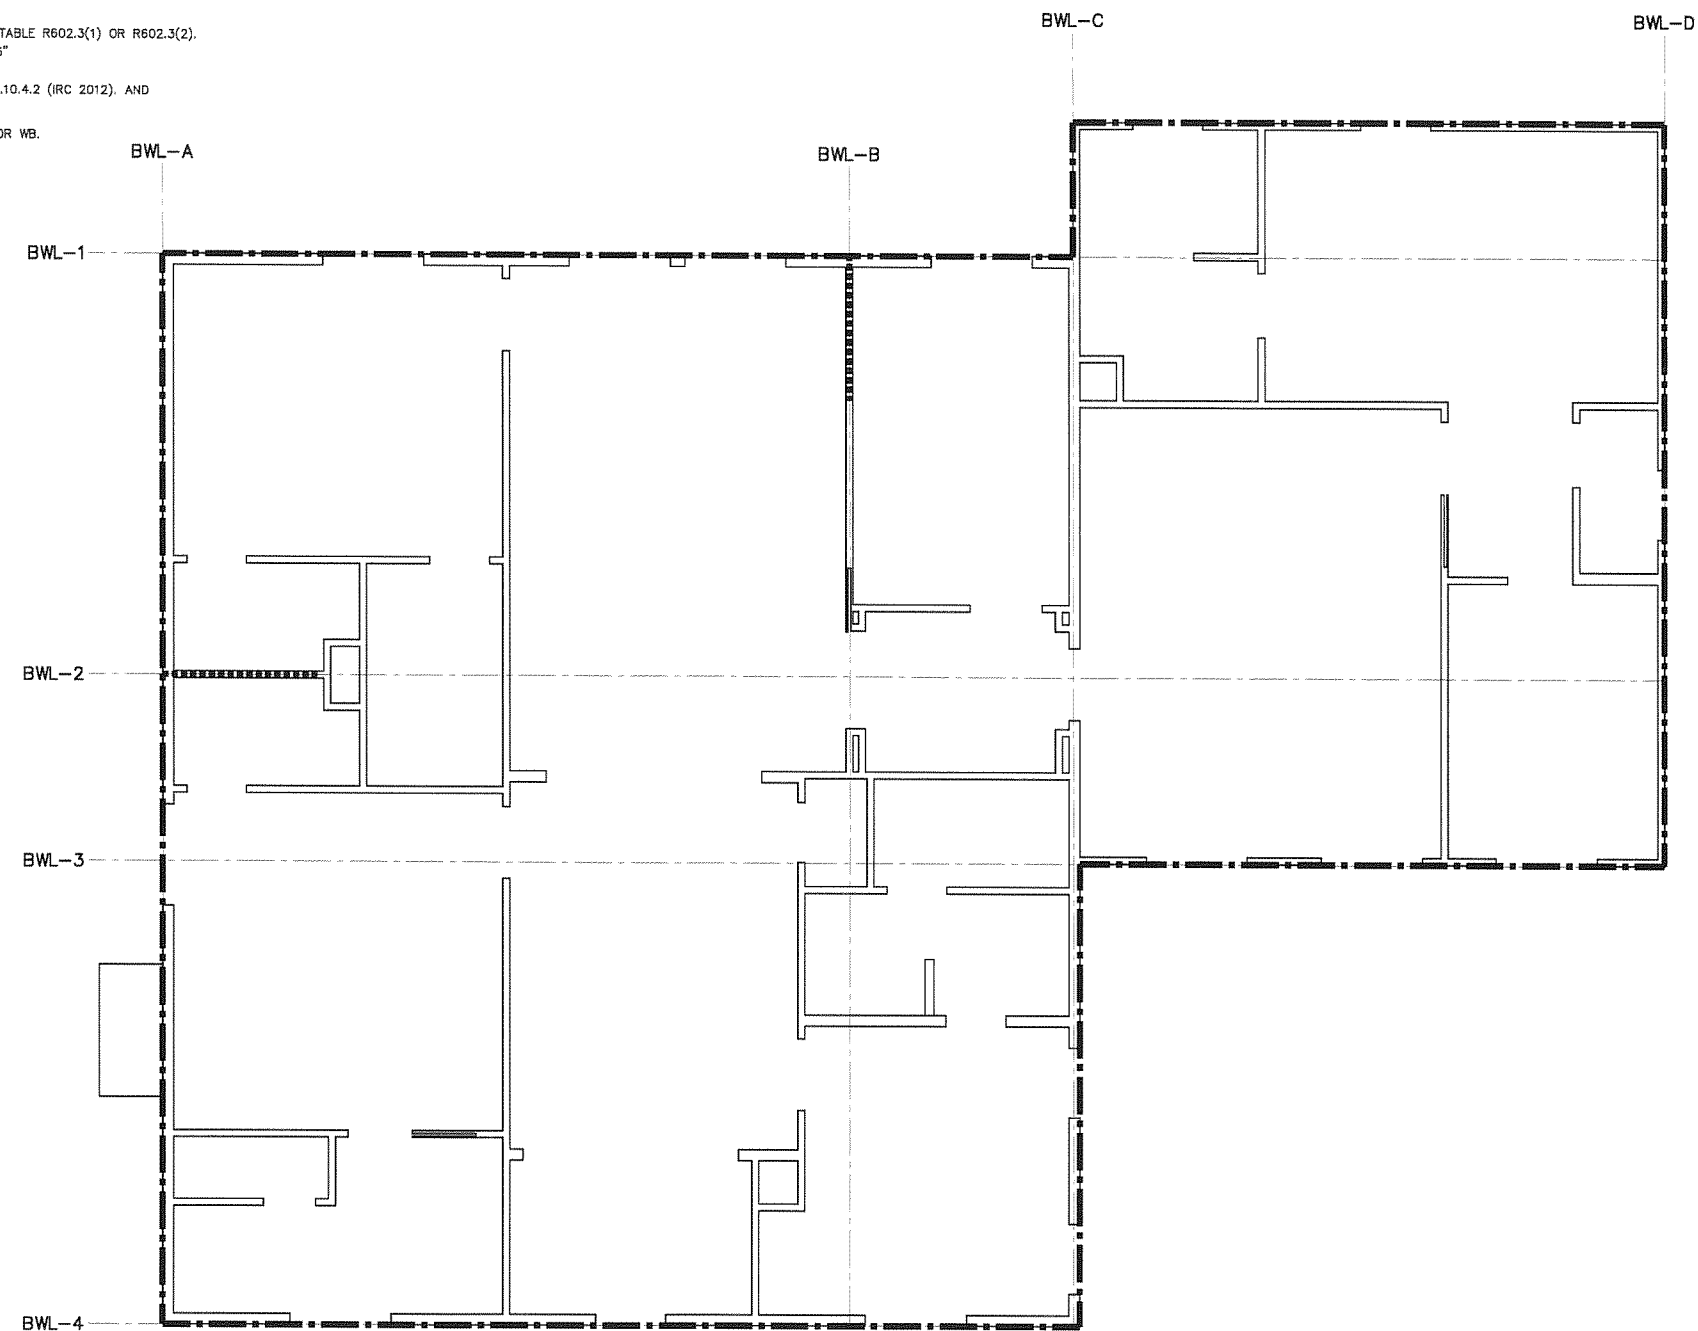 TABLE R602.3(1) OR R602.3(2).
.10.4.2 (IRC 2012). AND
OR WB.
BWL-A
BWL-B
BWL-C
BWL-D
BWL-1
BWL-2
BWL-3
BWL-4